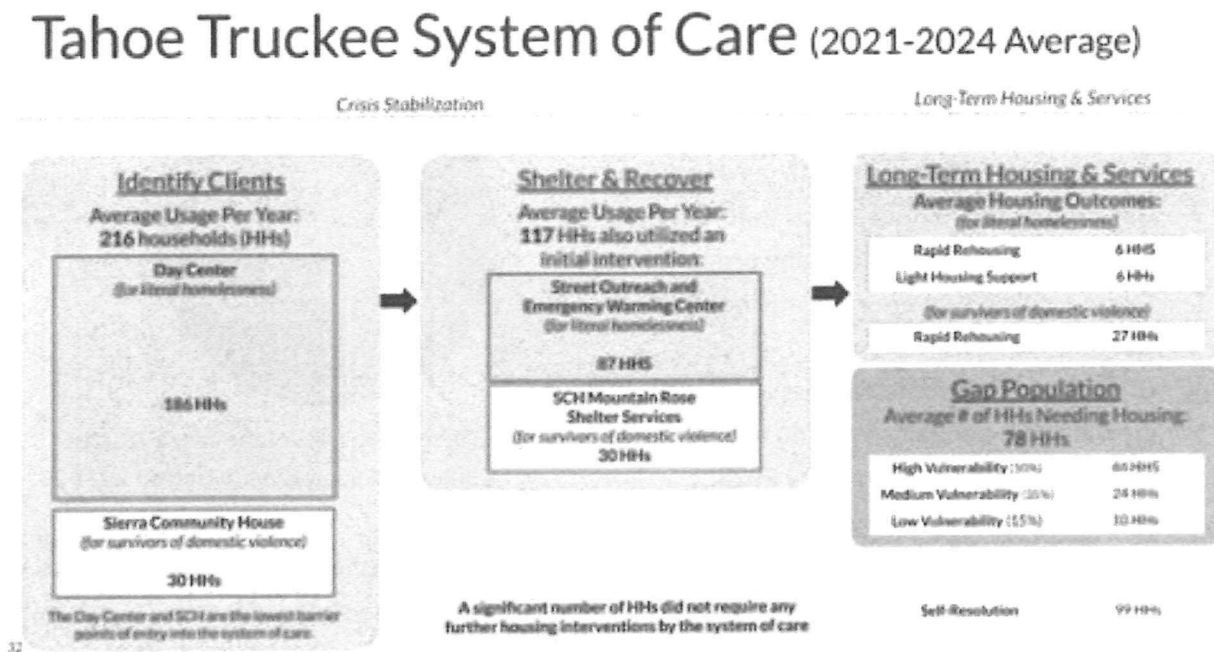 Tahoe Truckee System of Care (2021-2024 Average)
Crisis Stabilization
Long-Term Housing & Services
Identify Clients
Average Usage Per Year:
216 households (HHs)
Day Center
(for literal homelessness)
186 HHs
Sierra Community House
(for survivors of domestic violence)
30 HHs
The Day Center and SCH are the lowest barrier
points of entry into the system of care.
Shelter & Recover
Average Usage Per Year:
117 HHs also utilized an
initial intervention:
Street Outreach and
Emergency Warming Center
(for literal homelessness)
87 HHS
SCH Mountain Rose
Shelter Services
(for survivors of domestic violence)
30 HHs
A significant number of HHs did not require any
further housing interventions by the system of care
Long-Term Housing & Services
Average Housing Outcomes:
(for literal homelessness)
Rapid Rehousing 6 HHS
Light Housing Support 6 HHs
(for survivors of domestic violence)
Rapid Rehousing 27 HHs
Gap Population
Average # of HHs Needing Housing:
78 HHs
High Vulnerability HHS
Medium Vulnerability 24 HHs
Low Vulnerability (15%) 10 HHs
Self-Resolution 99 HHs
32